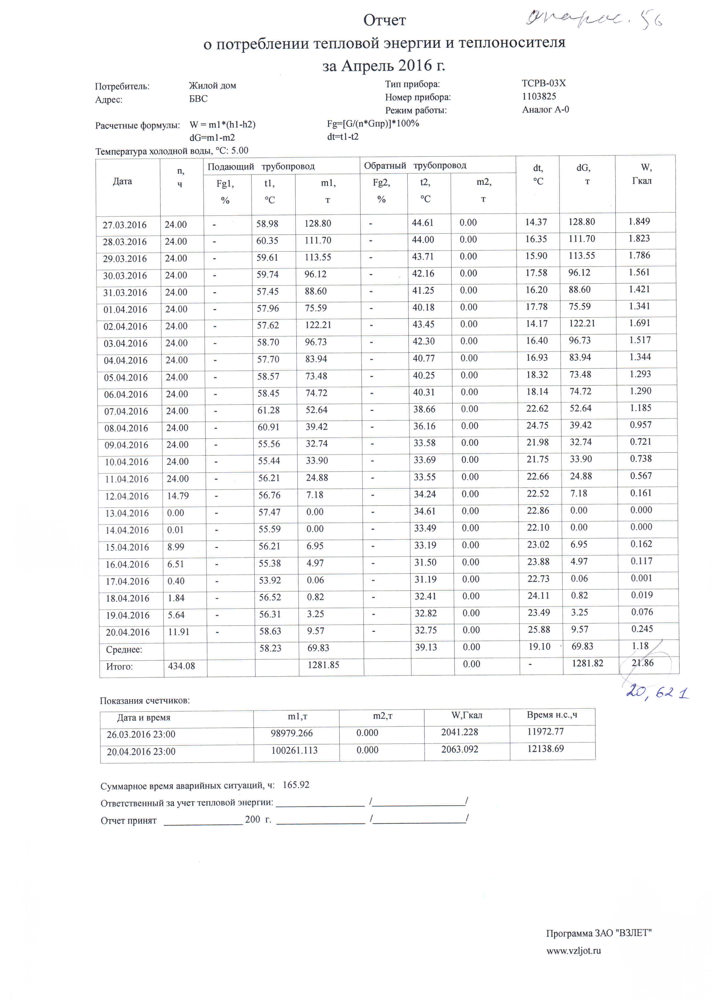 Отчет
о потреблении тепловой энергии и теплоносителя
за Апрель 2016 г.
56
Потребитель: Жилой дом Тип прибора: ТСРВ-03Х
Адрес: БВС Номер прибора: 1103825
Режим работы: Аналог А-0
Расчетные формулы: W = m1*(h1-h2) Fg=[G/(n*Gпр)]*100%
dG=m1-m2 dt=t1-t2
Температура холодной воды, °C: 5.00
Дата n, ч Подающий трубопровод Обратный трубопровод dt, °C dG, т W, Гкал
Fg1, % t1, °C m1, т Fg2, % t2, °C m2, т
27.03.2016 24.00 - 58.98 128.80 - 44.61 0.00 14.37 128.80 1.849
28.03.2016 24.00 - 60.35 111.70 - 44.00 0.00 16.35 111.70 1.823
29.03.2016 24.00 - 59.61 113.55 - 43.71 0.00 15.90 113.55 1.786
30.03.2016 24.00 - 59.74 96.12 - 42.16 0.00 17.58 96.12 1.561
31.03.2016 24.00 - 57.45 88.60 - 41.25 0.00 16.20 88.60 1.421
01.04.2016 24.00 - 57.96 75.59 - 40.18 0.00 17.78 75.59 1.341
02.04.2016 24.00 - 57.62 122.21 - 43.45 0.00 14.17 122.21 1.691
03.04.2016 24.00 - 58.70 96.73 - 42.30 0.00 16.40 96.73 1.517
04.04.2016 24.00 - 57.70 83.94 - 40.77 0.00 16.93 83.94 1.344
05.04.2016 24.00 - 58.57 73.48 - 40.25 0.00 18.32 73.48 1.293
06.04.2016 24.00 - 58.45 74.72 - 40.31 0.00 18.14 74.72 1.290
07.04.2016 24.00 - 61.28 52.64 - 38.66 0.00 22.62 52.64 1.185
08.04.2016 24.00 - 60.91 39.42 - 36.16 0.00 24.75 39.42 0.957
09.04.2016 24.00 - 55.56 32.74 - 33.58 0.00 21.98 32.74 0.721
10.04.2016 24.00 - 55.44 33.90 - 33.69 0.00 21.75 33.90 0.738
11.04.2016 24.00 - 56.21 24.88 - 33.55 0.00 22.66 24.88 0.567
12.04.2016 14.79 - 56.76 7.18 - 34.24 0.00 22.52 7.18 0.161
13.04.2016 0.00 - 57.47 0.00 - 34.61 0.00 22.86 0.00 0.000
14.04.2016 0.01 - 55.59 0.00 - 33.49 0.00 22.10 0.00 0.000
15.04.2016 8.99 - 56.21 6.95 - 33.19 0.00 23.02 6.95 0.162
16.04.2016 6.51 - 55.38 4.97 - 31.50 0.00 23.88 4.97 0.117
17.04.2016 0.40 - 53.92 0.06 - 31.19 0.00 22.73 0.06 0.001
18.04.2016 1.84 - 56.52 0.82 - 32.41 0.00 24.11 0.82 0.019
19.04.2016 5.64 - 56.31 3.25 - 32.82 0.00 23.49 3.25 0.076
20.04.2016 11.91 - 58.63 9.57 - 32.75 0.00 25.88 9.57 0.245
Среднее: 58.23 69.83 39.13 0.00 19.10 69.83 1.18
Итого: 434.08 1281.85 0.00 - 1281.82 21.86
20,621
Показания счетчиков:
Дата и время m1,т m2,т W,Гкал Время н.с.,ч
26.03.2016 23:00 98979.266 0.000 2041.228 11972.77
20.04.2016 23:00 100261.113 0.000 2063.092 12138.69
Суммарное время аварийных ситуаций, ч: 165.92
Ответственный за учет тепловой энергии: / /
Отчет принят 200 г. / /
Программа ЗАО "ВЗЛЕТ"
www.vzljot.ru